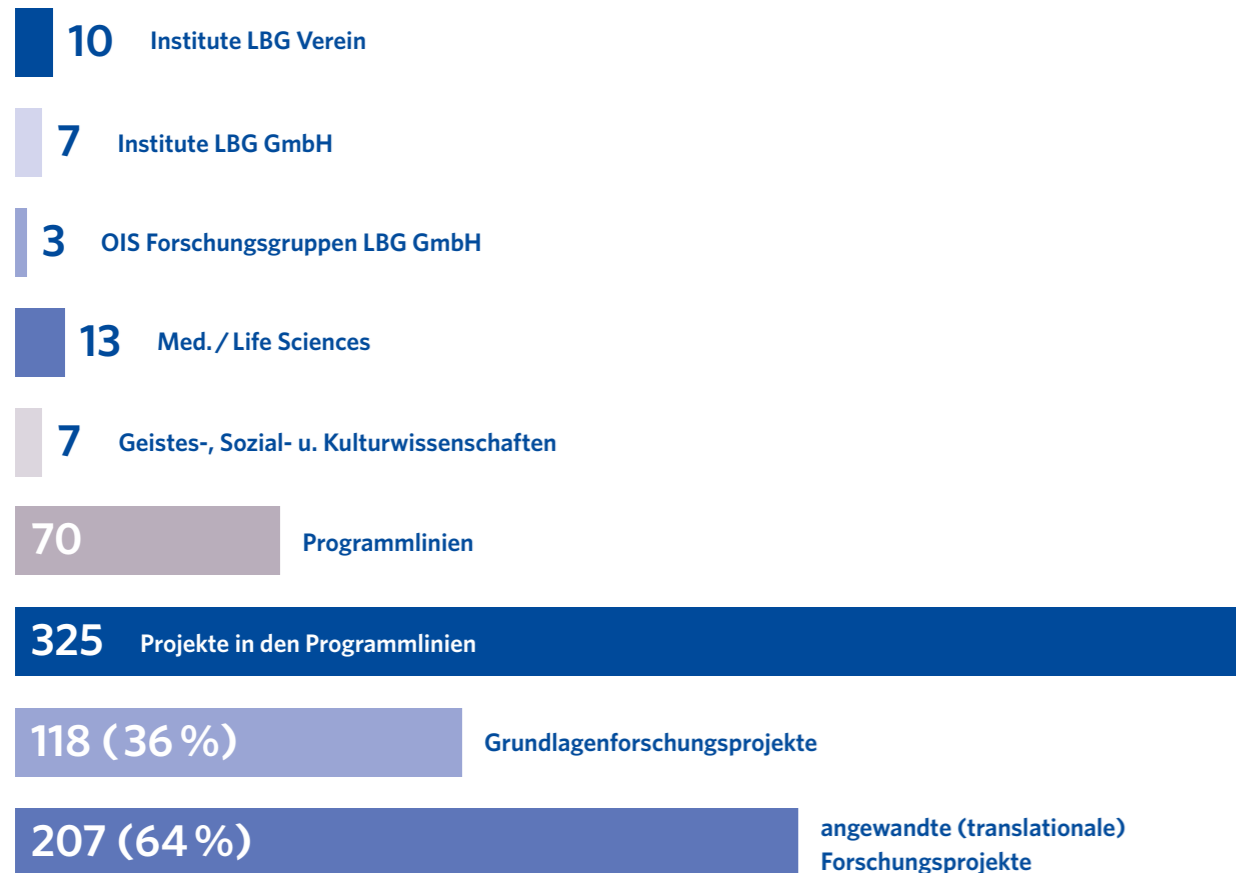 10 Institute LBG Verein
7 Institute LBG GmbH
3 OIS Forschungsgruppen LBG GmbH
13 Med. / Life Sciences
7 Geistes-, Sozial- u. Kulturwissenschaften
70 Programmlinien
325 Projekte in den Programmlinien
118 (36 %) Grundlagenforschungsprojekte
207 (64 %) angewandte (translationale)
Forschungsprojekte